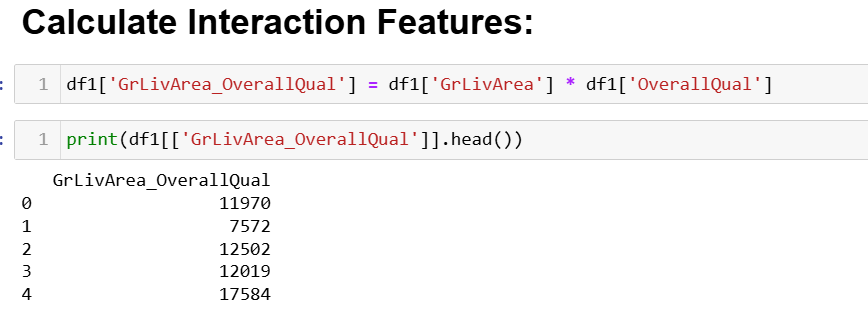 Calculate Interaction Features:
: 1 df1['GrLivArea_OverallQual'] = df1['GrLivArea'] * df1['OverallQual']
: 1 print(df1[['GrLivArea_OverallQual']].head())
GrLivArea_OverallQual
0 11970
1 7572
2 12502
3 12019
4 17584